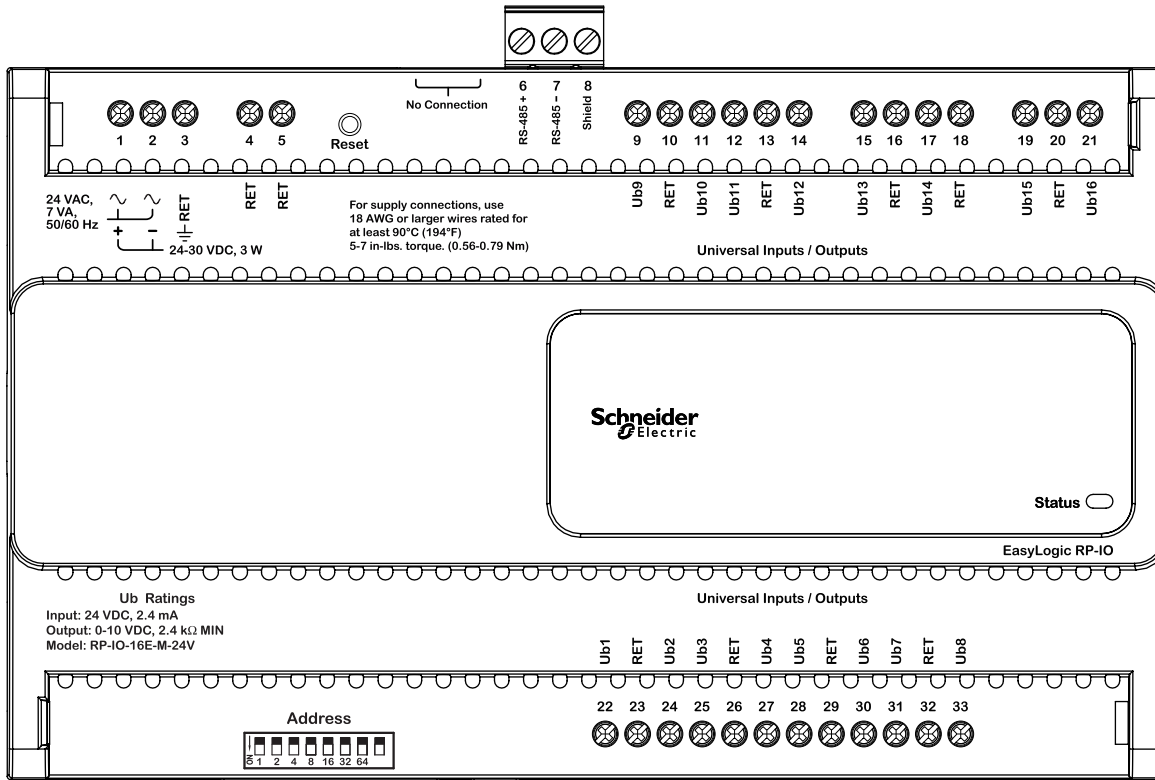 6 7 8
RS-485 + RS-485 – Shield
No Connection
1 2 3 4 5
Reset
9 10 11 12 13 14 15 16 17 18 19 20 21
24 VAC,
7 VA,
50/60 Hz
+ –
24-30 VDC, 3 W
RET RET RET
For supply connections, use
18 AWG or larger wires rated for
at least 90°C (194°F)
5-7 in-lbs. torque. (0.56-0.79 Nm)
Ub9 RET Ub10 Ub11 RET Ub12 Ub13 RET Ub14 RET Ub15 RET Ub16
Universal Inputs / Outputs
Schneider
Electric
Status
EasyLogic RP-IO
Ub Ratings
Input: 24 VDC, 2.4 mA
Output: 0-10 VDC, 2.4 kΩ MIN
Model: RP-IO-16E-M-24V
Universal Inputs / Outputs
Ub1 RET Ub2 Ub3 RET Ub4 Ub5 RET Ub6 Ub7 RET Ub8
22 23 24 25 26 27 28 29 30 31 32 33
Address
ON
1 2 4 8 16 32 64